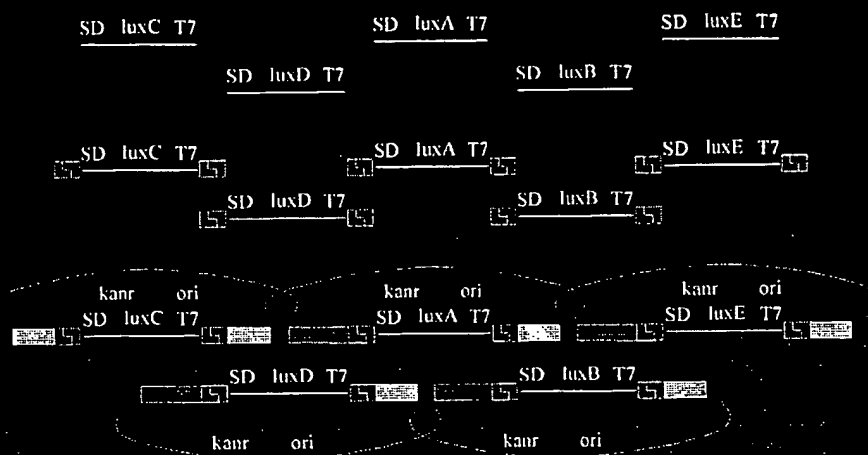 SD luxC T7 SD luxA T7 SD luxE T7
SD luxD T7 SD luxB T7
SD luxC T7 SD luxA T7 SD luxE T7
SD luxD T7 SD luxB T7
kanr ori kanr ori kanr ori
SD luxC T7 SD luxA T7 SD luxE T7
SD luxD T7 SD luxB T7
kanr ori kanr ori